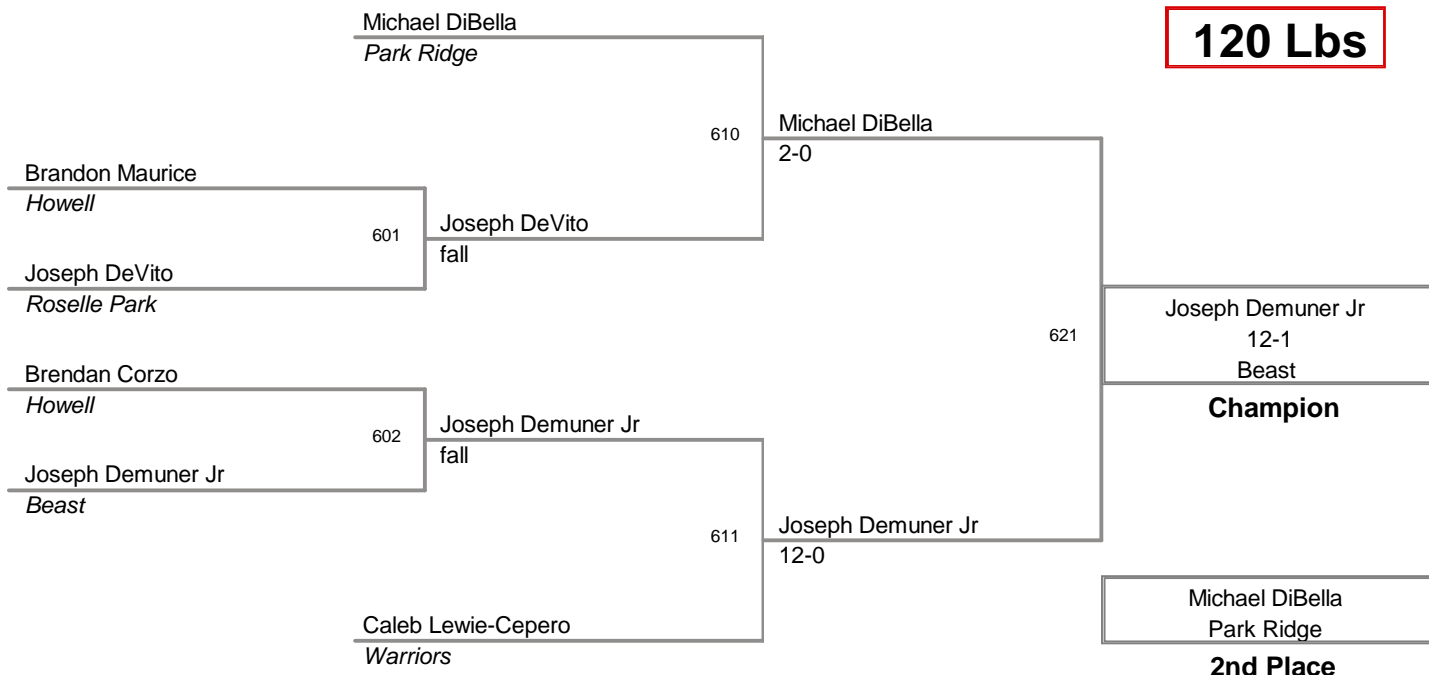 Michael DiBella
Park Ridge
120 Lbs
610
Michael DiBella
2-0
Brandon Maurice
Howell
601
Joseph DeVito
fall
Joseph DeVito
Roselle Park
621
Joseph Demuner Jr
12-1
Beast
Champion
Brendan Corzo
Howell
602
Joseph Demuner Jr
fall
Joseph Demuner Jr
Beast
611
Joseph Demuner Jr
12-0
Caleb Lewie-Cepero
Warriors
Michael DiBella
Park Ridge
2nd Place